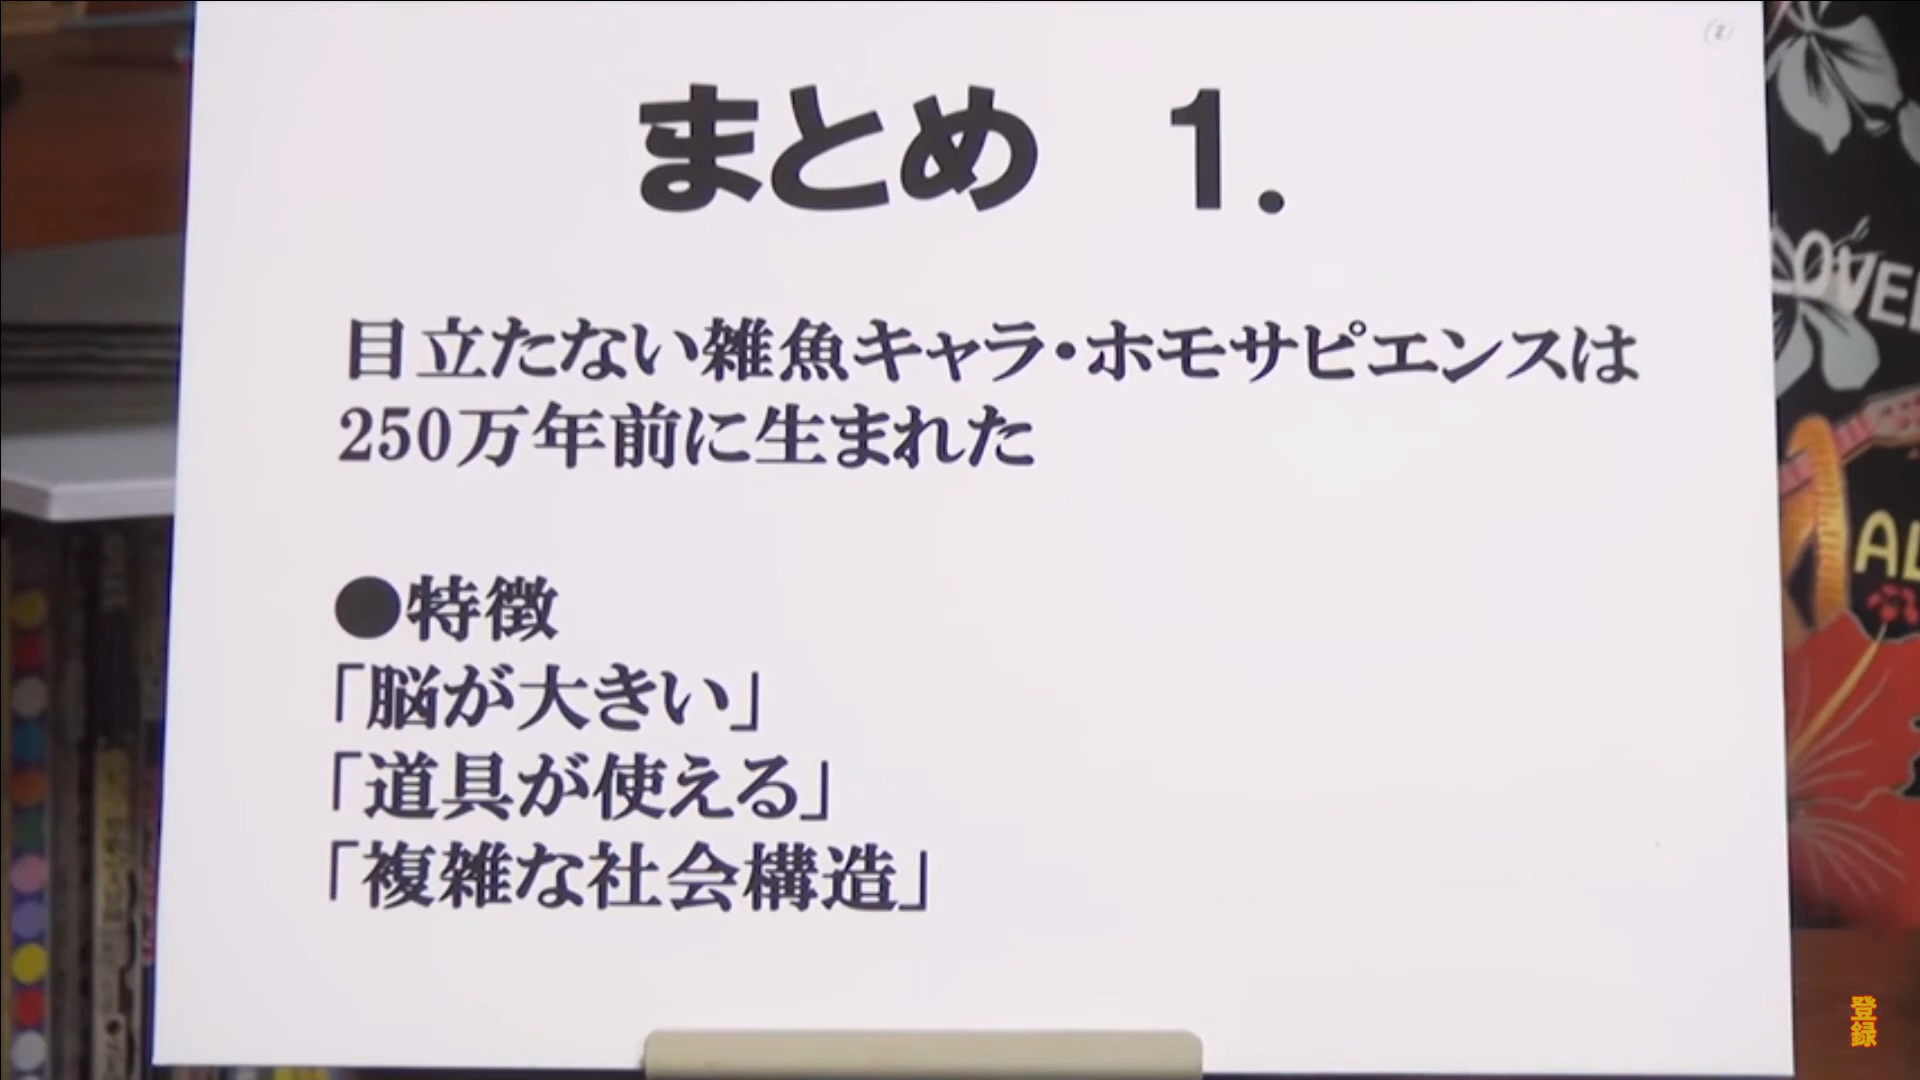 まとめ 1.
目立たない雑魚キャラ・ホモサピエンスは
250万年前に生まれた
●特徴
「脳が大きい」
「道具が使える」
「複雑な社会構造」
登録